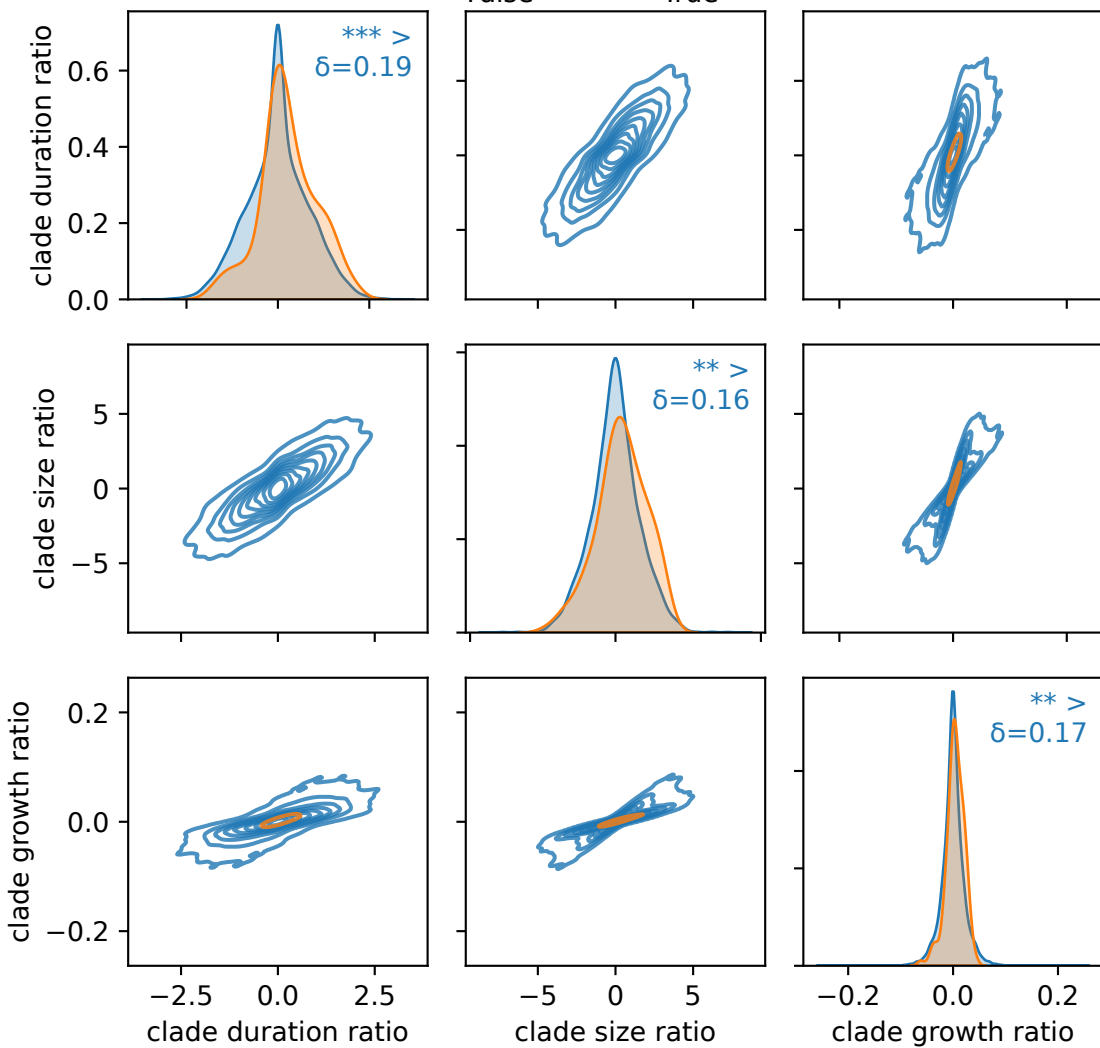 True
*** >
δ=0.19
clade duration ratio
0.6
0.4
0.2
0.0
** >
δ=0.16
clade size ratio
5
0
−5
** >
δ=0.17
clade growth ratio
0.2
0.0
−0.2
−2.5 0.0 2.5
−5 0 5
−0.2 0.0 0.2
clade duration ratio
clade size ratio
clade growth ratio